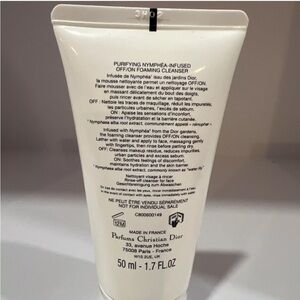 PURIFYING NYMPHÉA-INFUSED
OFF/ON FOAMING CLEANSER
Infusée de Nymphéa* issu des jardins Dior,
la mousse nettoyante permet un nettoyage OFF/ON.
Faire mousser avec de l'eau et appliquer sur le visage
en massant délicatement du bout des doigts,
puis rincer avant de sécher en tapotant.
OFF : Nettoie les traces de maquillage, réduit les impuretés,
les particules urbaines, l'excès de sébum.
ON : Apaise les sensations d'inconfort,
préserve l'hydratation et la barrière cutanée.
*Nymphaea alba root extract, communément appelé « nénuphar ».
Infused with Nymphéa* from the Dior gardens,
the foaming cleanser provides OFF/ON cleansing.
Lather with water and apply to face, massaging gently
with fingertips, then rinse before patting dry.
OFF: Cleanses makeup residue, reduces impurities,
urban particles and excess sebum.
ON: Soothes feelings of discomfort,
maintains hydration and the skin barrier.
*Nymphaea alba root extract, commonly known as "water lily".
Nettoyant visage à rincer
Rinse off cleanser for face
Gesichtsreinigung zum Abwaschen
NE PEUT ÊTRE VENDU SÉPARÉMENT
NOT FOR INDIVIDUAL SALE
C800600149
12M
MADE IN FRANCE
Parfums Christian Dior
33, avenue Hoche
75008 Paris - France
W1S 2UE, UK
50 ml - 1.7 FL.OZ